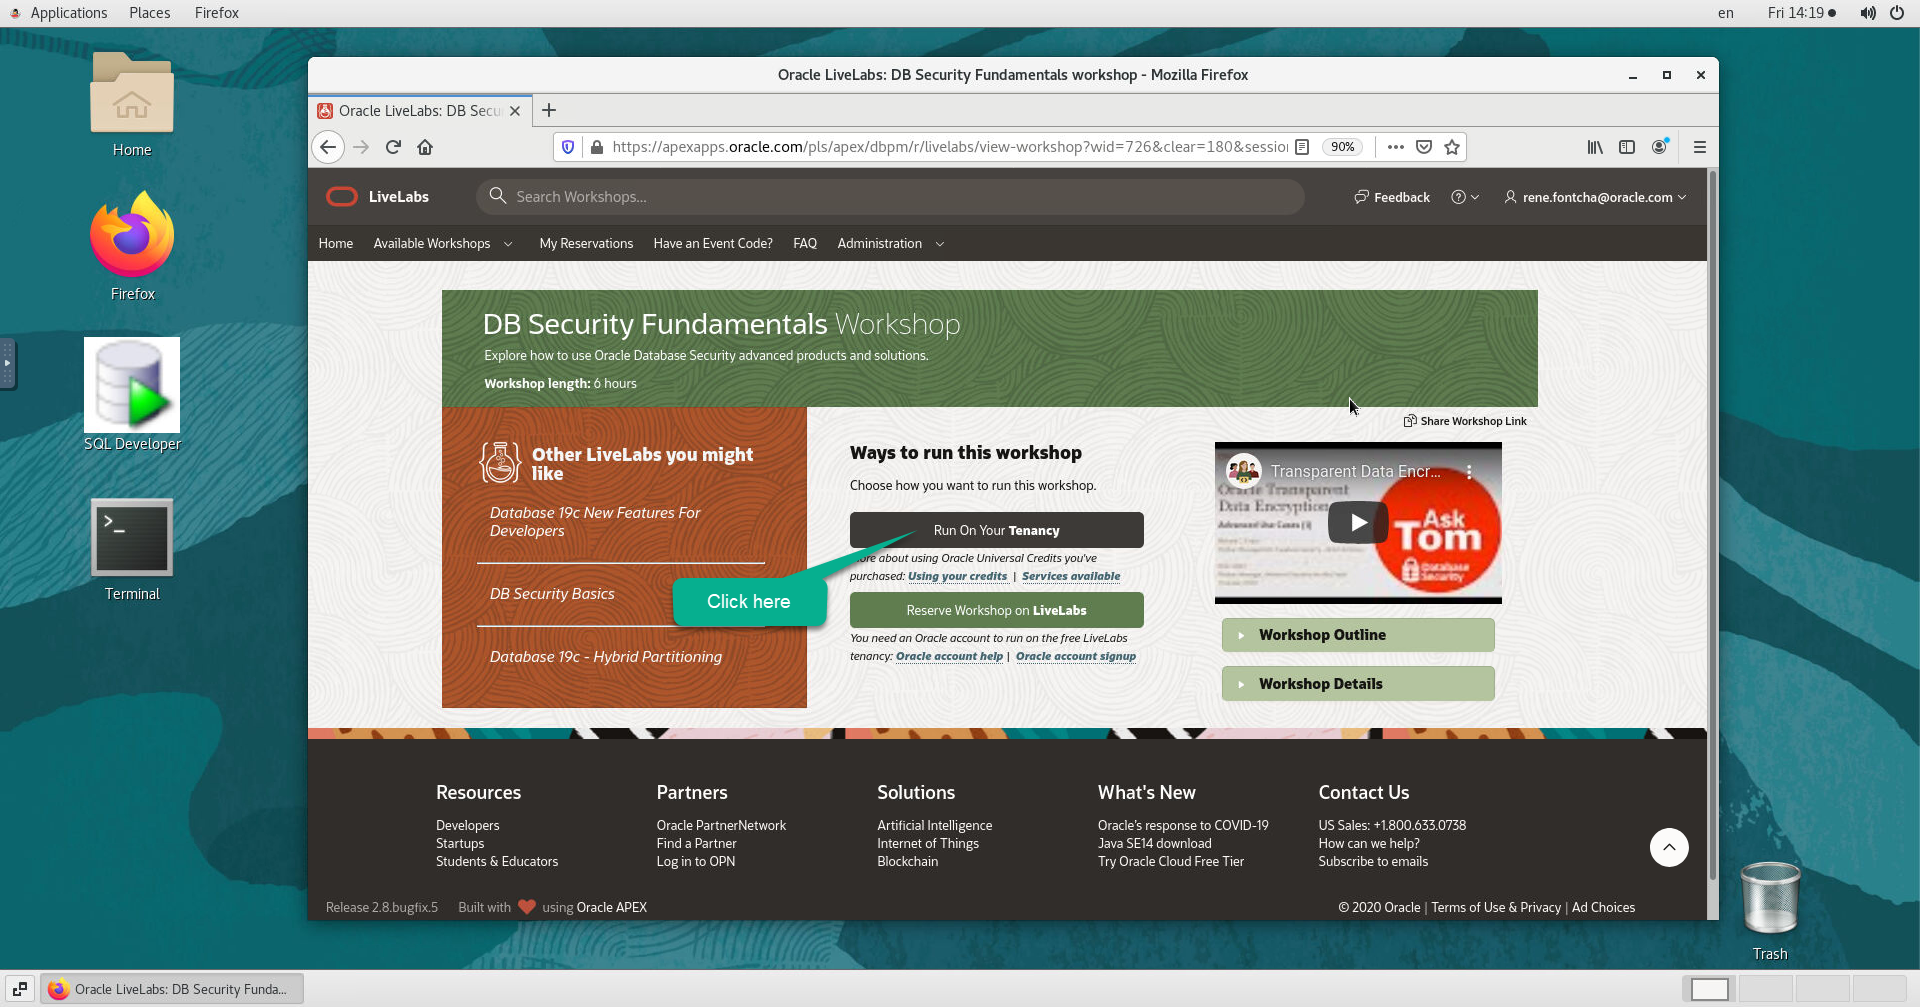 Applications Places Firefox en Fri 14:19
Home
Firefox
SQL Developer
Terminal
Trash
Oracle LiveLabs: DB Security Fundamentals workshop - Mozilla Firefox
Oracle LiveLabs: DB Secu
https://apexapps.oracle.com/pls/apex/dbpm/r/livelabs/view-workshop?wid=726&clear=180&sessio 90%
LiveLabs Search Workshops... Feedback rene.fontcha@oracle.com
Home Available Workshops My Reservations Have an Event Code? FAQ Administration
DB Security Fundamentals Workshop
Explore how to use Oracle Database Security advanced products and solutions.
Workshop length: 6 hours
Share Workshop Link
Other LiveLabs you might
like
Database 19c New Features For
Developers
DB Security Basics
Database 19c - Hybrid Partitioning
Ways to run this workshop
Choose how you want to run this workshop.
Run On Your Tenancy
about using Oracle Universal Credits you've
purchased: Using your credits | Services available
Click here
Reserve Workshop on LiveLabs
You need an Oracle account to run on the free LiveLabs
tenancy: Oracle account help | Oracle account signup
Transparent Data Encr...
Oracle Transparent
Data Encryption
Ask
Tom
Database
Security
Workshop Outline
Workshop Details
Resources
Developers
Startups
Students & Educators
Partners
Oracle PartnerNetwork
Find a Partner
Log in to OPN
Solutions
Artificial Intelligence
Internet of Things
Blockchain
What's New
Oracle's response to COVID-19
Java SE14 download
Try Oracle Cloud Free Tier
Contact Us
US Sales: +1.800.633.0738
How can we help?
Subscribe to emails
Release 2.8.bugfix.5 Built with using Oracle APEX
© 2020 Oracle | Terms of Use & Privacy | Ad Choices
Oracle LiveLabs: DB Security Funda...